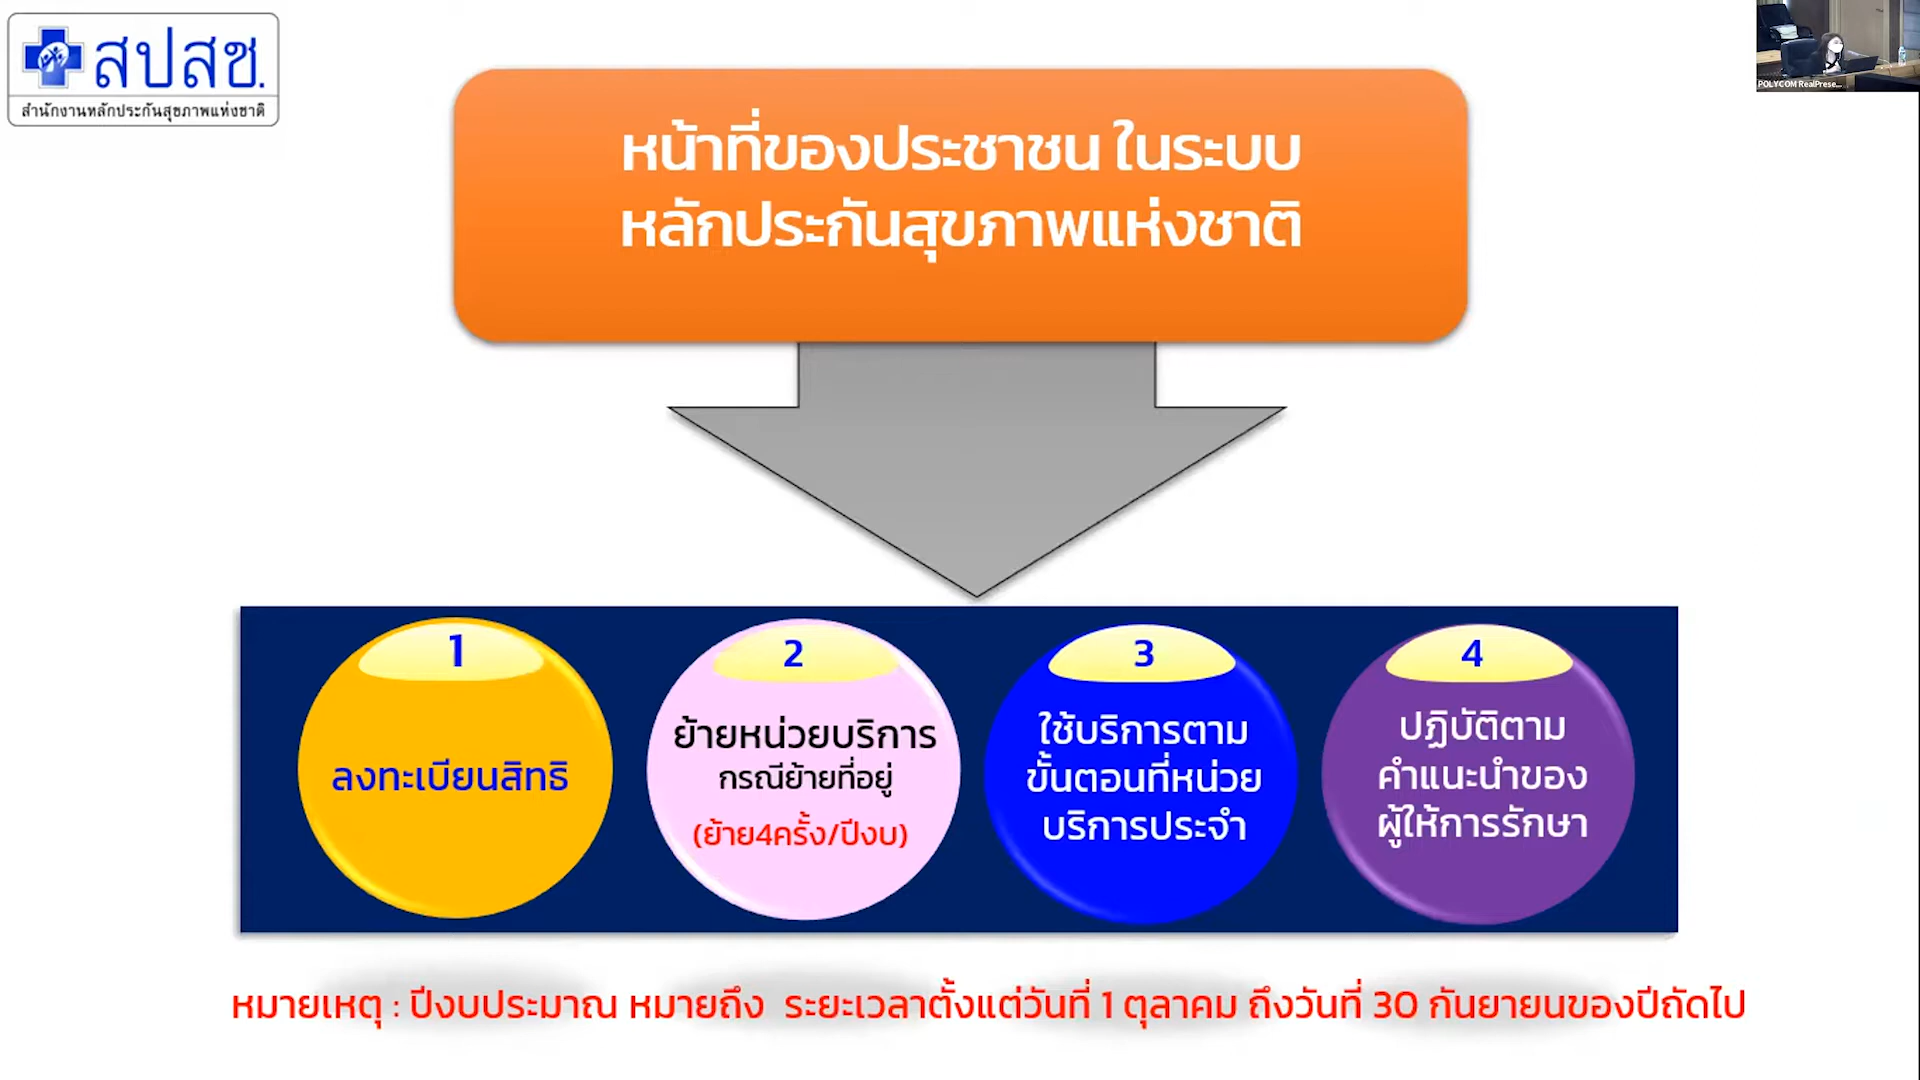 สปสช.
สำนักงานหลักประกันสุขภาพแห่งชาติ
POLYCOM RealPrese...
หน้าที่ของประชาชน ในระบบ
หลักประกันสุขภาพแห่งชาติ
1
ลงทะเบียนสิทธิ
2
ย้ายหน่วยบริการ
กรณีย้ายที่อยู่
(ย้าย4ครั้ง/ปีงบ)
3
ใช้บริการตาม
ขั้นตอนที่หน่วย
บริการประจำ
4
ปฏิบัติตาม
คำแนะนำของ
ผู้ให้การรักษา
หมายเหตุ : ปีงบประมาณ หมายถึง ระยะเวลาตั้งแต่วันที่ 1 ตุลาคม ถึงวันที่ 30 กันยายนของปีถัดไป